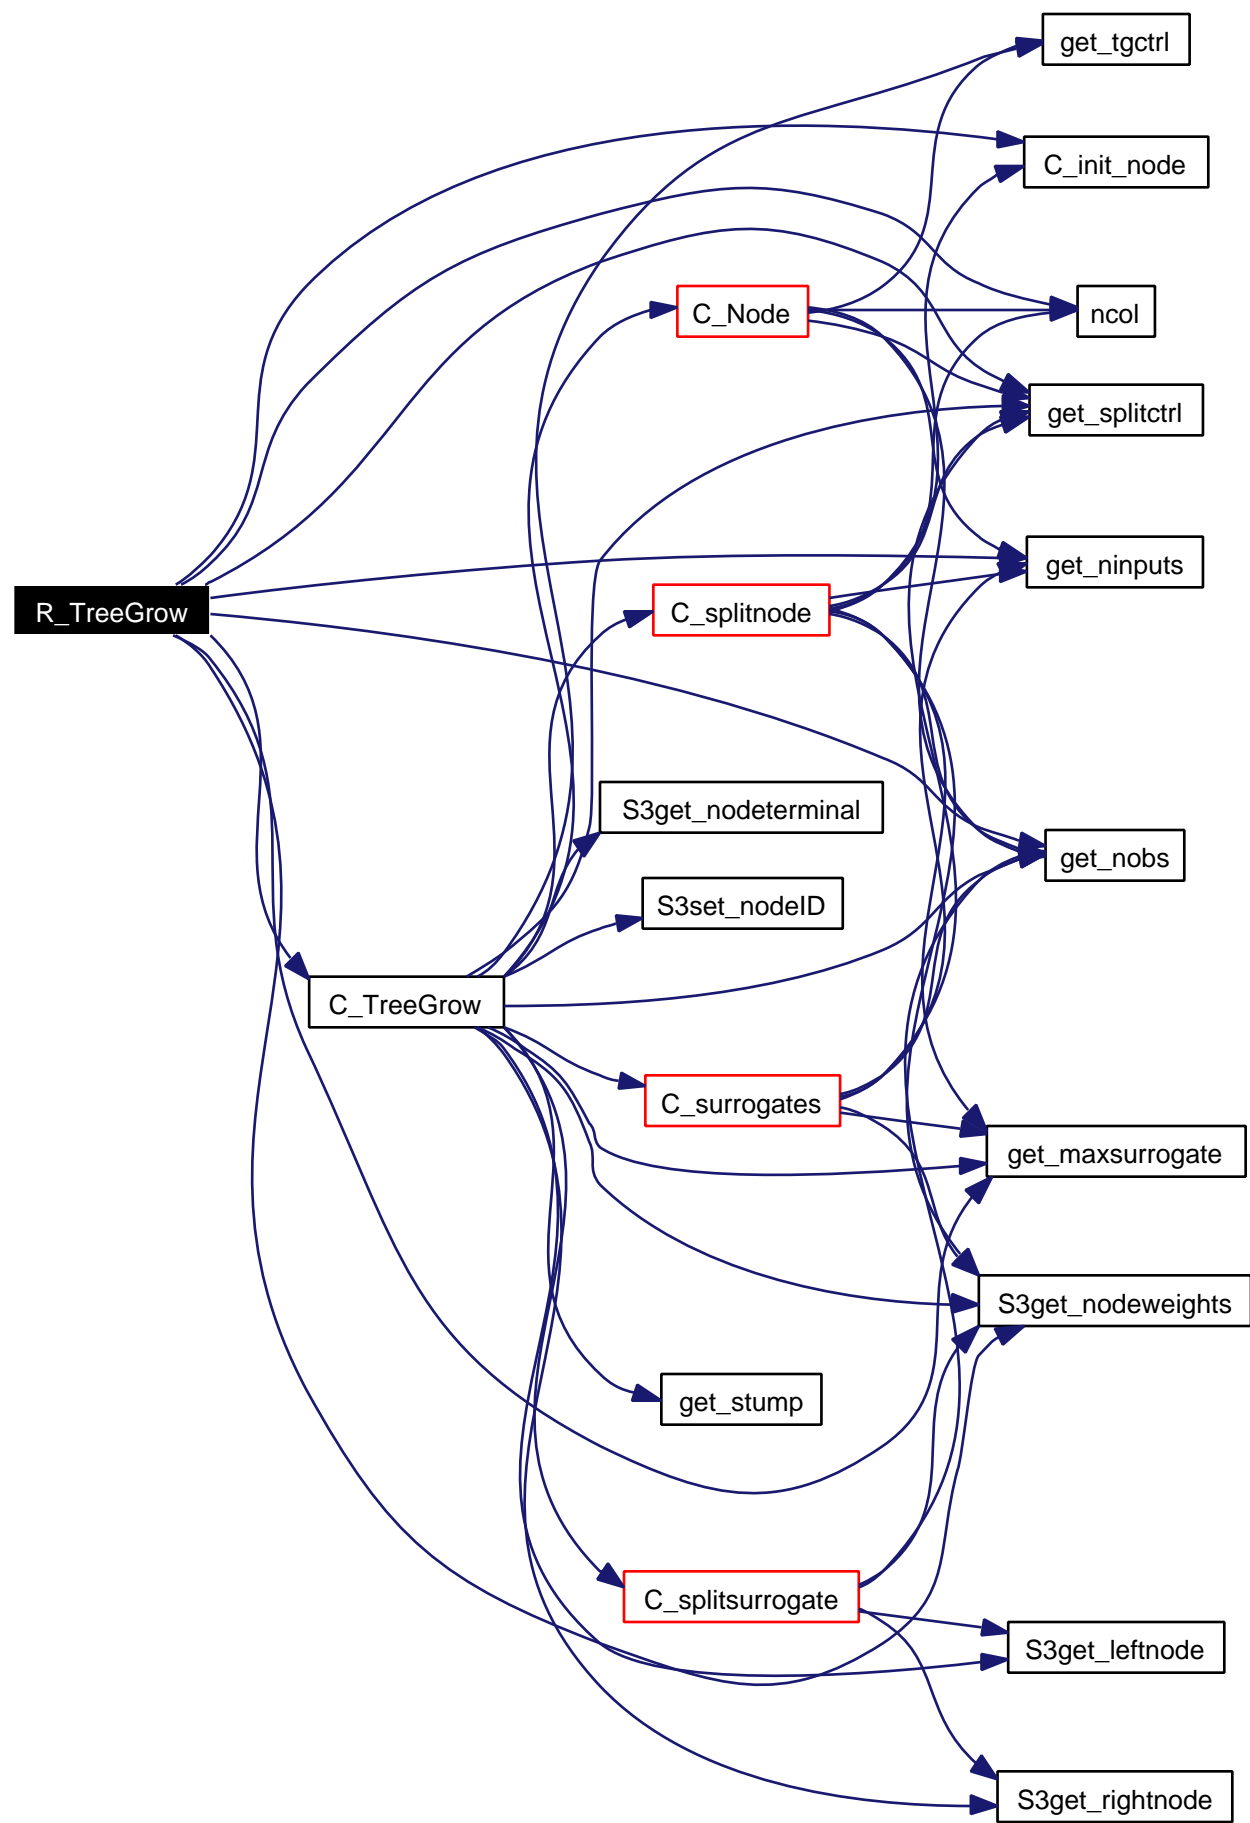 get_tgctrl
C_init_node
C_Node
ncol
get_splitctrl
get_ninputs
R_TreeGrow
C_splitnode
S3get_nodeterminal
get_nobs
S3set_nodeID
C_TreeGrow
C_surrogates
get_maxsurrogate
S3get_nodeweights
get_stump
C_splitsurrogate
S3get_leftnode
S3get_rightnode